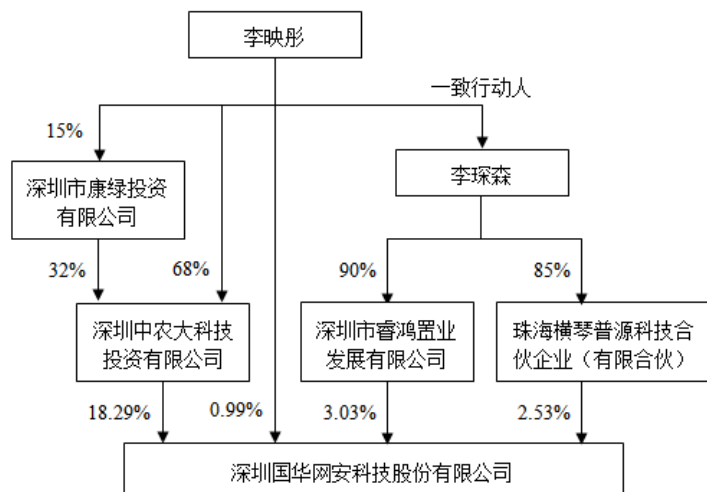 李映彤
一致行动人
15%
深圳市康绿投资
有限公司
李琛森
32%
68%
90%
85%
深圳中农大科技
投资有限公司
深圳市睿鸿置业
发展有限公司
珠海横琴普源科技合
伙企业（有限合伙）
18.29%
0.99%
3.03%
2.53%
深圳国华网安科技股份有限公司